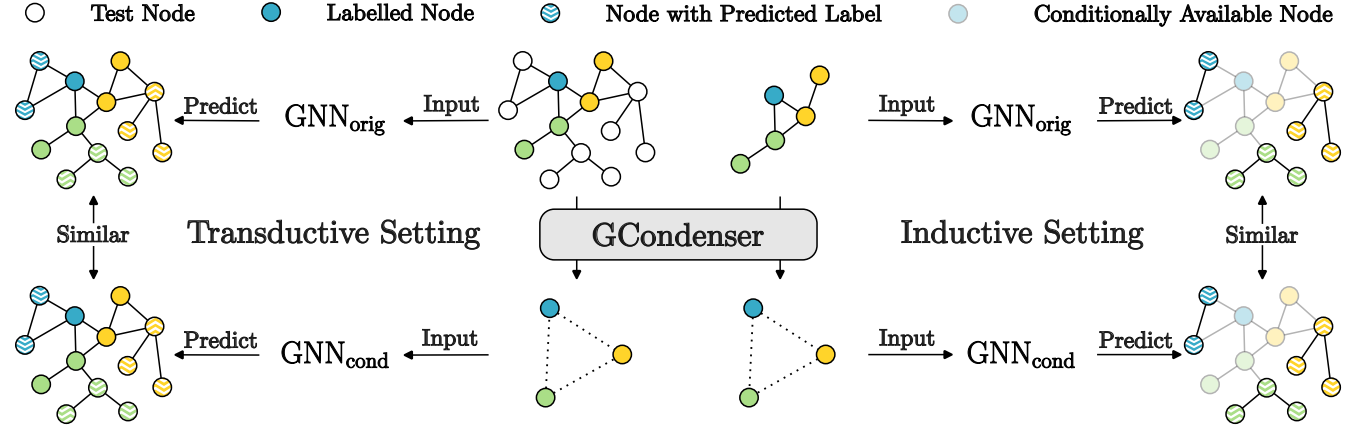 Test Node Labelled Node Node with Predicted Label Conditionally Available Node
Predict GNNorig Input Input GNNorig Predict
Similar Transductive Setting GCondenser Inductive Setting Similar
Predict GNNcond Input Input GNNcond Predict